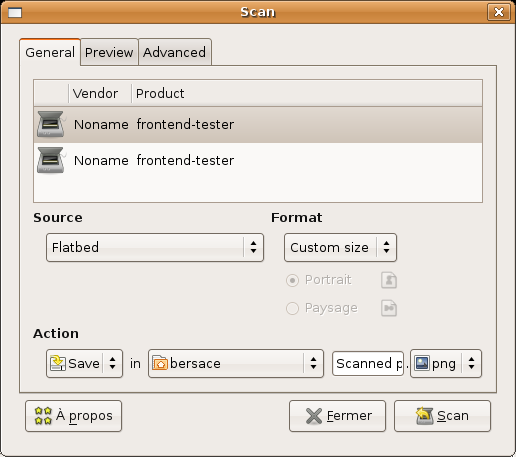 Scan
General Preview Advanced
Vendor Product
Noname frontend-tester
Noname frontend-tester
Source Format
Flatbed Custom size
Portrait
Paysage
Action
Save in bersace Scanned p . png
À propos Fermer Scan